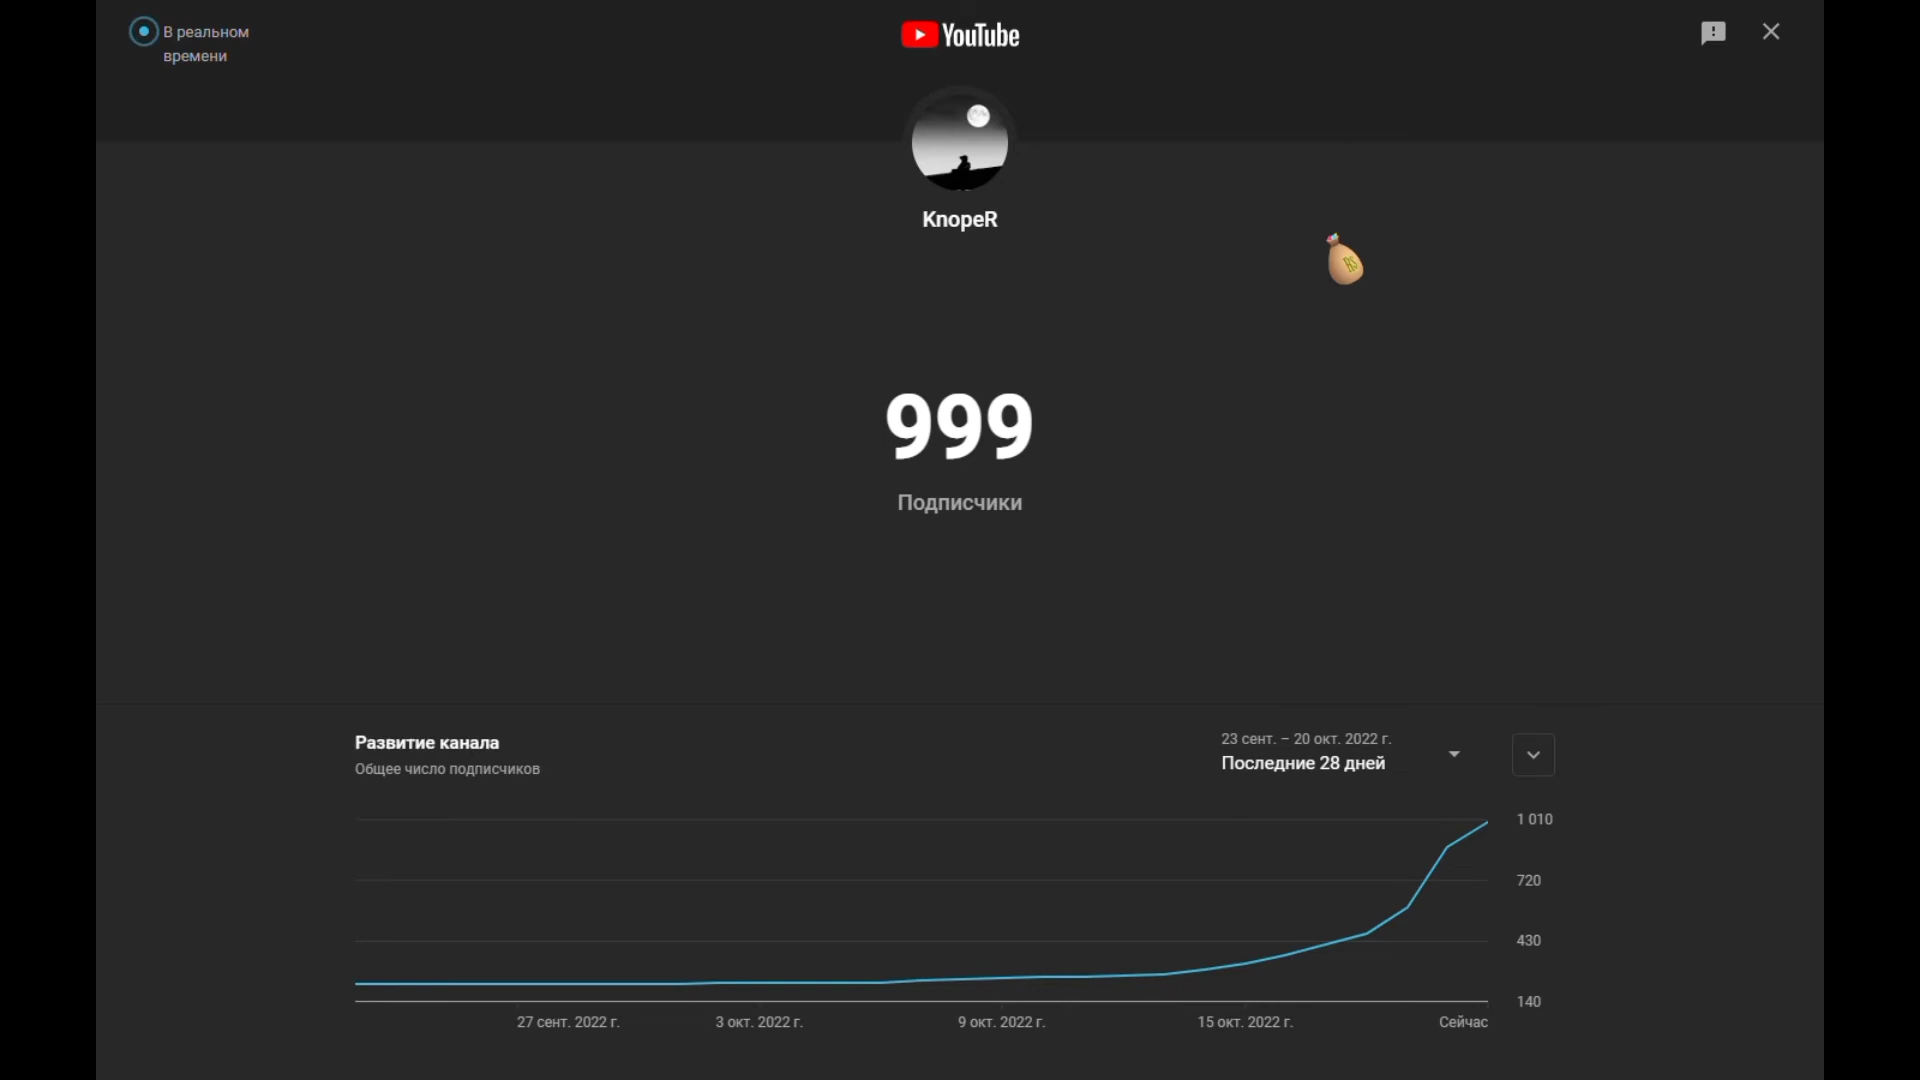 В реальном
времени
YouTube
KnopeR
999
Подписчики
Развитие канала
Общее число подписчиков
23 сент. – 20 окт. 2022 г.
Последние 28 дней
1 010
720
430
140
27 сент. 2022 г.
3 окт. 2022 г.
9 окт. 2022 г.
15 окт. 2022 г.
Сейчас